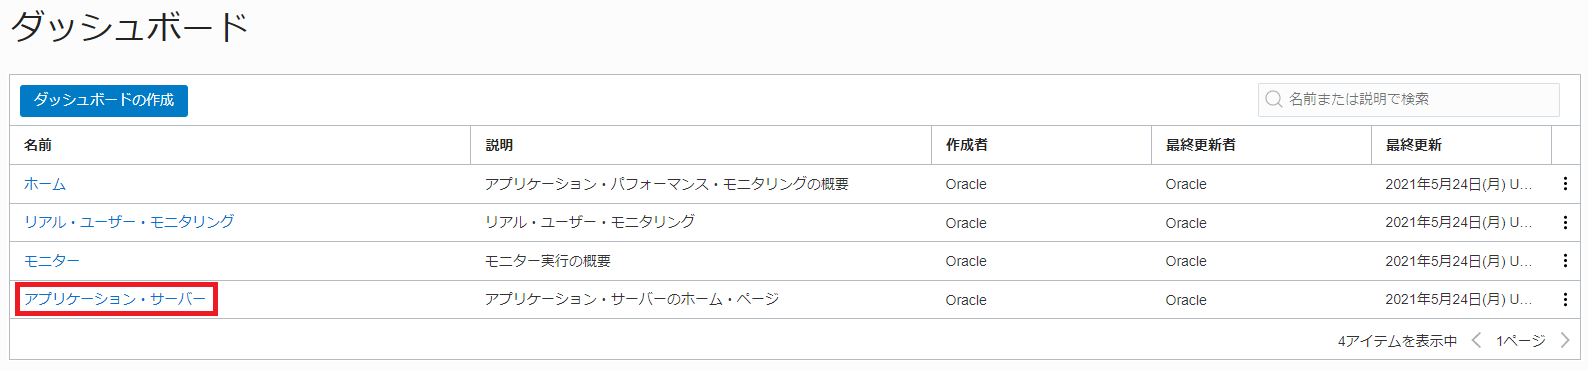 ダッシュボード
ダッシュボードの作成 名前または説明で検索
名前 説明 作成者 最終更新者 最終更新
ホーム アプリケーション・パフォーマンス・モニタリングの概要 Oracle Oracle 2021年5月24日(月) U...
リアル・ユーザー・モニタリング リアル・ユーザー・モニタリング Oracle Oracle 2021年5月24日(月) U...
モニター モニター実行の概要 Oracle Oracle 2021年5月24日(月) U...
アプリケーション・サーバー アプリケーション・サーバーのホーム・ページ Oracle Oracle 2021年5月24日(月) U...
4アイテムを表示中 1ページ